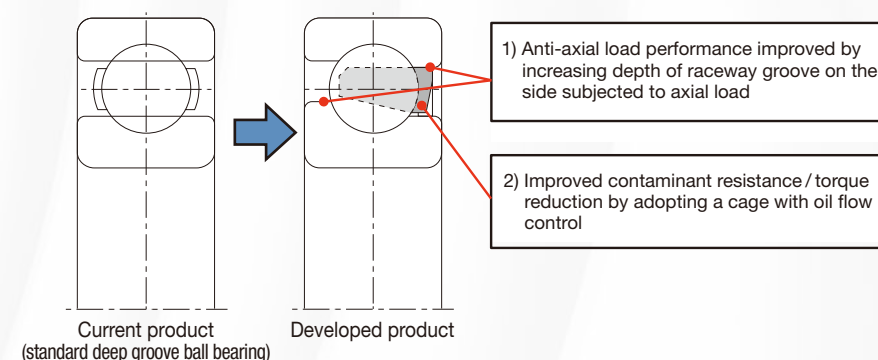 1) Anti-axial load performance improved by
increasing depth of raceway groove on the
side subjected to axial load
2) Improved contaminant resistance / torque
reduction by adopting a cage with oil flow
control
Current product
(standard deep groove ball bearing)
Developed product